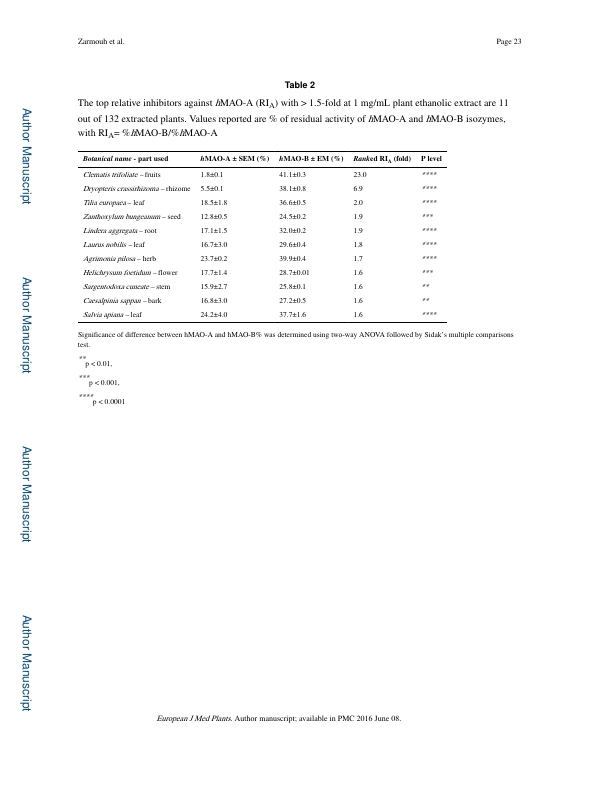 Zarmouh et al.
Page 23
Table 2
The top relative inhibitors against hMAO-A (RIA) with > 1.5-fold at 1 mg/mL plant ethanolic extract are 11
out of 132 extracted plants. Values reported are % of residual activity of hMAO-A and hMAO-B isozymes,
with RIA= %hMAO-B/%hMAO-A
Botanical name - part used hMAO-A ± SEM (%) hMAO-B ± EM (%) Ranked RIA (fold) P level
Clematis trifoliate – fruits 1.8±0.1 41.1±0.3 23.0 ****
Dryopteris crassirhizoma – rhizome 5.5±0.1 38.1±0.8 6.9 ****
Tilia europaea – leaf 18.5±1.8 36.6±0.5 2.0 ****
Zanthoxylum bungeanum – seed 12.8±0.5 24.5±0.2 1.9 ***
Lindera aggregata – root 17.1±1.5 32.0±0.2 1.9 ****
Laurus nobilis – leaf 16.7±3.0 29.6±0.4 1.8 ****
Agrimonia pilosa – herb 23.7±0.2 39.9±0.4 1.7 ****
Helichrysum foetidum – flower 17.7±1.4 28.7±0.01 1.6 ***
Sargentodoxa cuneate – stem 15.9±2.7 25.8±0.1 1.6 **
Caesalpinia sappan – bark 16.8±3.0 27.2±0.5 1.6 **
Salvia apiana – leaf 24.2±4.0 37.7±1.6 1.6 ****
Significance of difference between hMAO-A and hMAO-B% was determined using two-way ANOVA followed by Sidak's multiple comparisons
test.
**p < 0.01,
***p < 0.001,
****p < 0.0001
European J Med Plants. Author manuscript; available in PMC 2016 June 08.
Author Manuscript
Author Manuscript
Author Manuscript
Author Manuscript